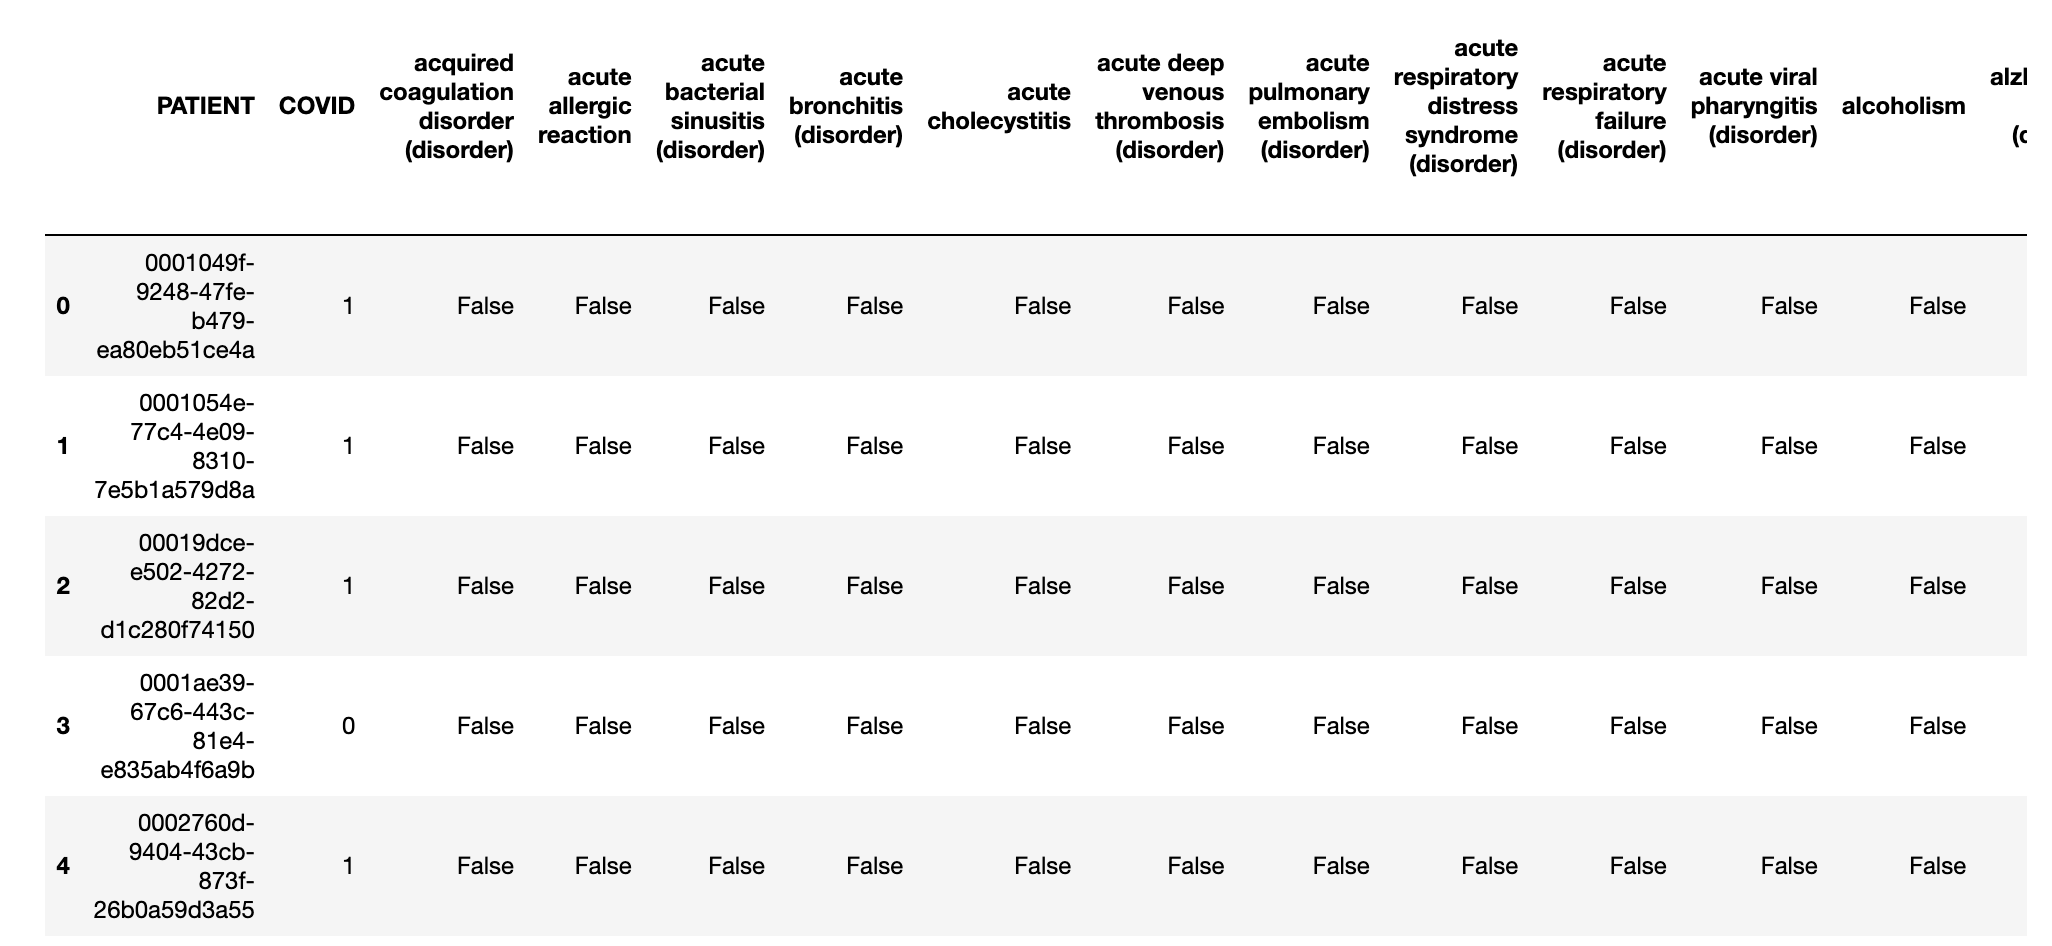 PATIENT COVID acquired coagulation disorder (disorder) acute allergic reaction acute bacterial sinusitis (disorder) acute bronchitis (disorder) acute cholecystitis acute deep venous thrombosis (disorder) acute pulmonary embolism (disorder) acute respiratory distress syndrome (disorder) acute respiratory failure (disorder) acute viral pharyngitis (disorder) alcoholism
0 0001049f-9248-47fe-b479-ea80eb51ce4a 1 False False False False False False False False False False False
1 0001054e-77c4-4e09-8310-7e5b1a579d8a 1 False False False False False False False False False False False
2 00019dce-e502-4272-82d2-d1c280f74150 1 False False False False False False False False False False False
3 0001ae39-67c6-443c-81e4-e835ab4f6a9b 0 False False False False False False False False False False False
4 0002760d-9404-43cb-873f-26b0a59d3a55 1 False False False False False False False False False False False